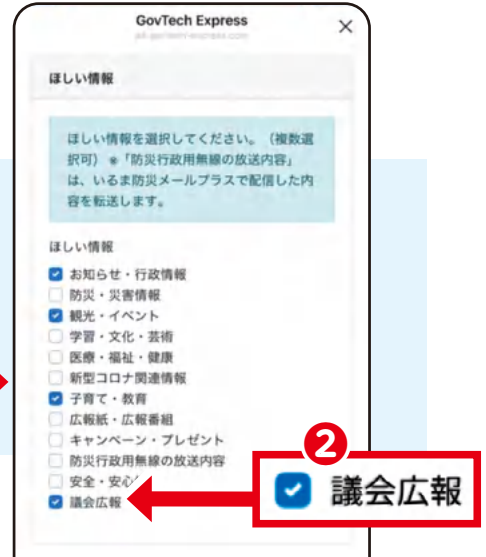 GovTech Express
×
ほしい情報
ほしい情報を選択してください。（複数選
択可） ※「防災行政用無線の放送内容」
は、いるま防災メールプラスで配信した内
容を転送します。
ほしい情報
お知らせ・行政情報
防災・災害情報
観光・イベント
学習・文化・芸術
医療・福祉・健康
新型コロナ関連情報
子育て・教育
広報紙・広報番組
キャンペーン・プレゼント
防災行政用無線の放送内容
安全・安心
議会広報
2
議会広報